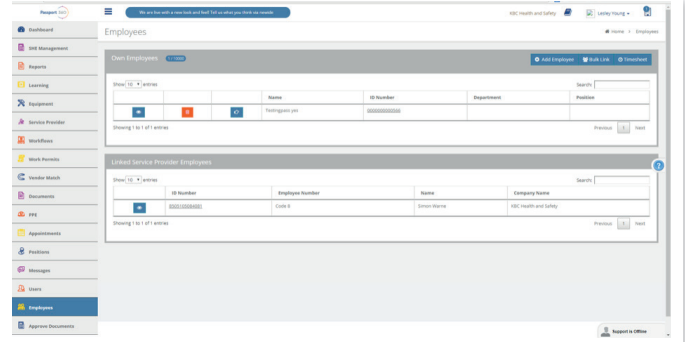 Passport 360
We are live with a new look and feel! Tell us what you think via
KBC Health and Safety
Lesley Young
Dashboard
Employees
Home > Employees
SHE Management
Reports
Learning
Equipment
Service Provider
Workflows
Work Permits
Vendor Match
Documents
PPE
Appointments
Positions
Messages
Users
Employees
Approve Documents
Own Employees
Add Employee Bulk Link Timesheet
Show 10 entries
Search:
Name ID Number Department Position
Testingpass yes
Showing 1 to 1 of 1 entries
Previous 1 Next
Linked Service Provider Employees
?
Show 10 entries
Search:
ID Number Employee Number Name Company Name
Code 8 Simon Warne KBC Health and Safety
Showing 1 to 1 of 1 entries
Previous 1 Next
Support is Offline